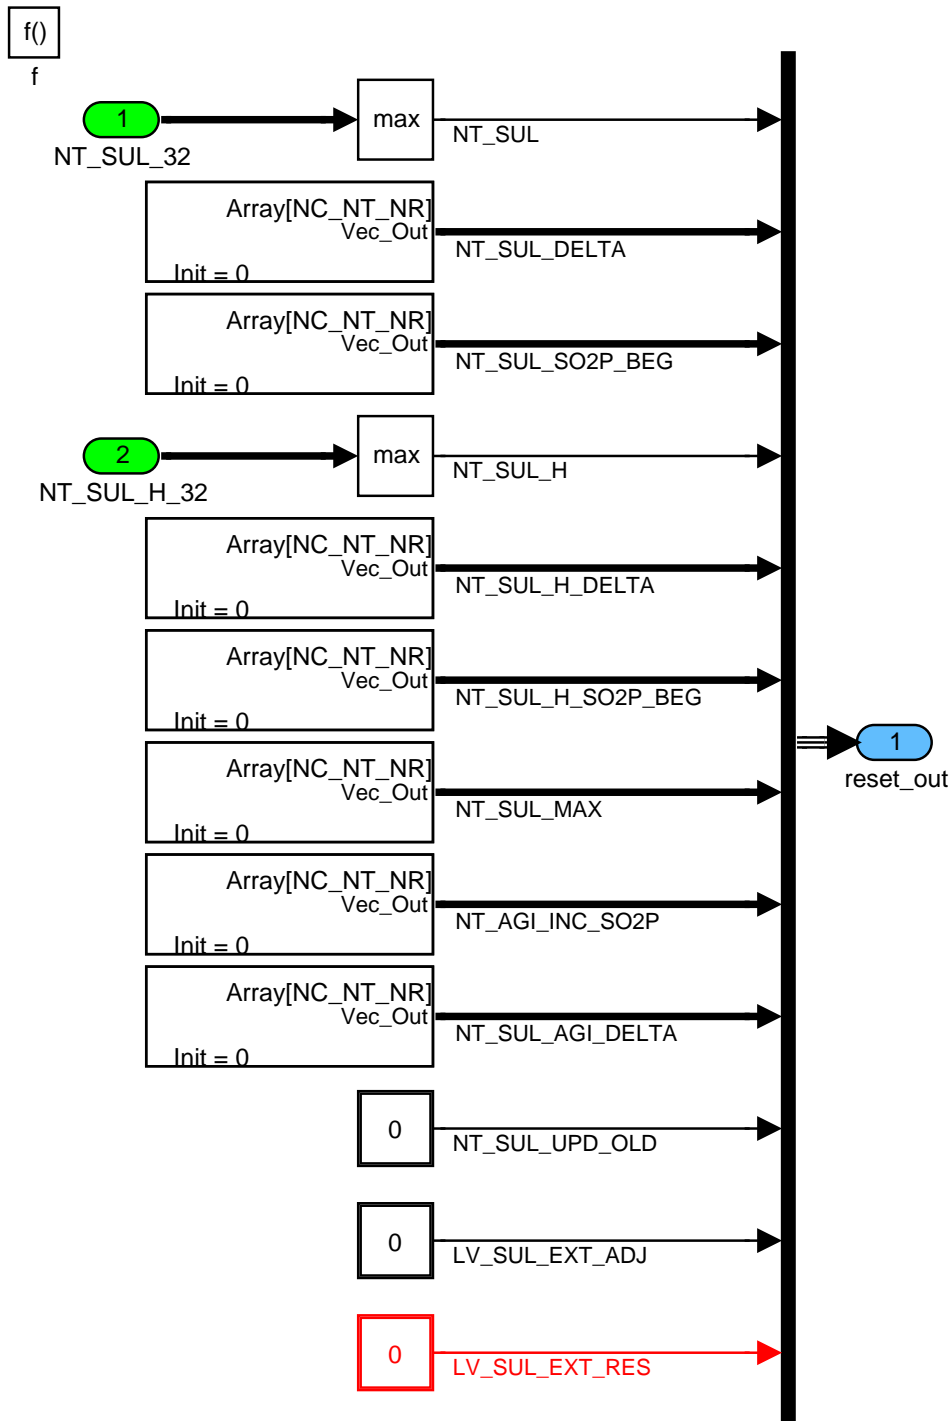 f()
f
1
max
NT_SUL
NT_SUL_32
Array[NC_NT_NR]
Vec_Out
NT_SUL_DELTA
Init = 0
Array[NC_NT_NR]
Vec_Out
NT_SUL_SO2P_BEG
Init = 0
2
max
NT_SUL_H
NT_SUL_H_32
Array[NC_NT_NR]
Vec_Out
NT_SUL_H_DELTA
Init = 0
Array[NC_NT_NR]
Vec_Out
NT_SUL_H_SO2P_BEG
Init = 0
1
reset_out
Array[NC_NT_NR]
Vec_Out
NT_SUL_MAX
Init = 0
Array[NC_NT_NR]
Vec_Out
NT_AGI_INC_SO2P
Init = 0
Array[NC_NT_NR]
Vec_Out
NT_SUL_AGI_DELTA
Init = 0
0
NT_SUL_UPD_OLD
0
LV_SUL_EXT_ADJ
0
LV_SUL_EXT_RES